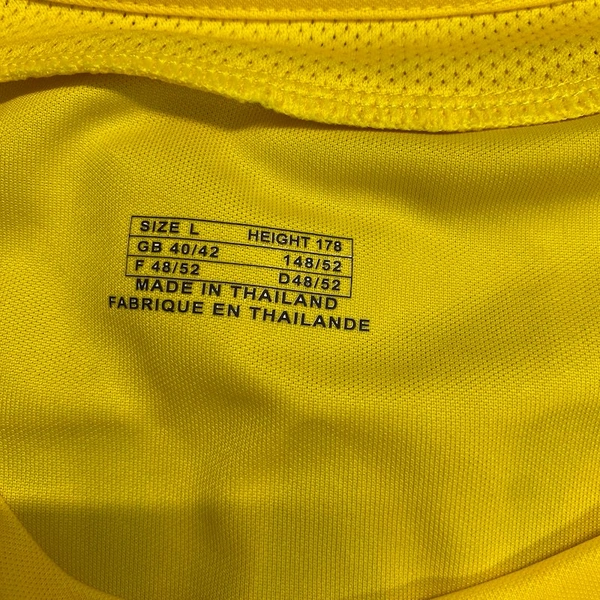 SIZE L HEIGHT 178
GB 40/42 148/52
F 48/52 D48/52
MADE IN THAILAND
FABRIQUE EN THAILANDE